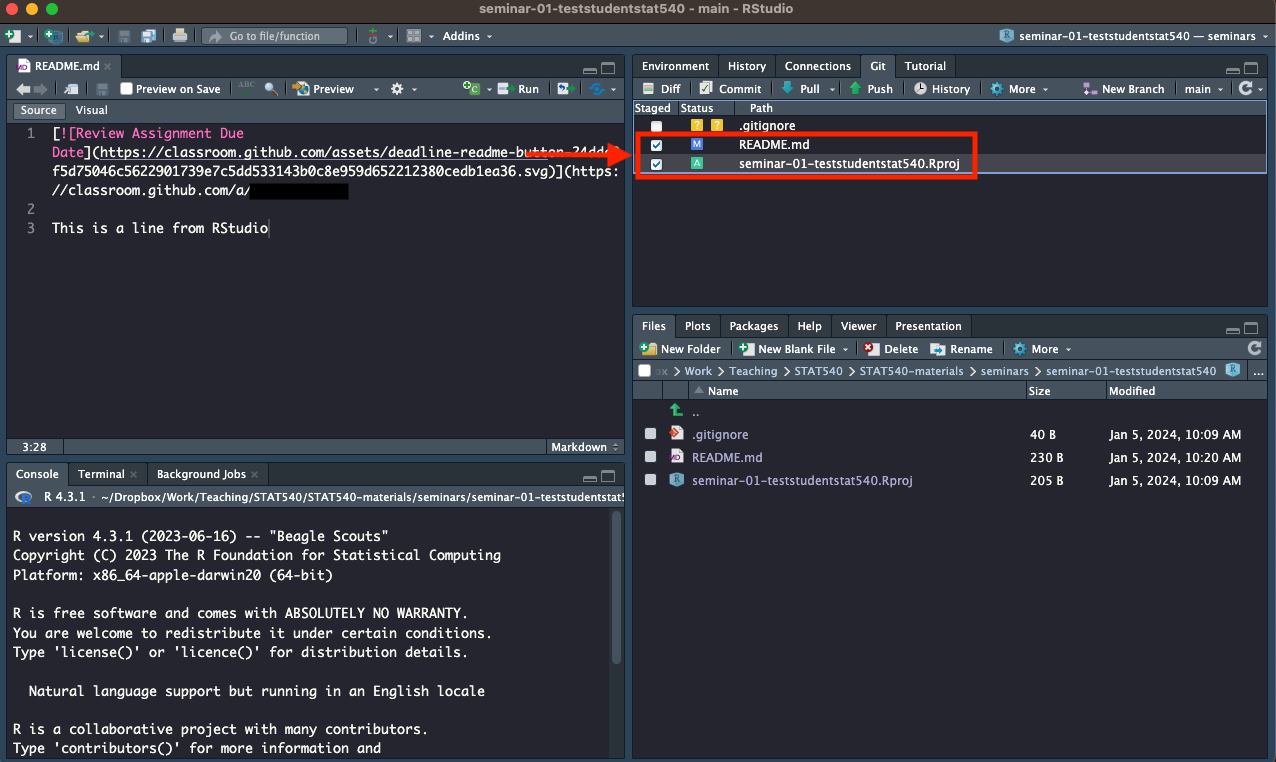 seminar-01-teststudentstat540 - main - RStudio
Go to file/function
Addins
seminar-01-teststudentstat540 — seminars
README.md
Preview on Save
ABC
Preview
Run
Source
Visual
1 [![Review Assignment Due
Date](https://classroom.github.com/assets/deadline-readme-button-24ddc0
f5d75046c5622901739e7c5dd533143b0c8e959d652212380cedb1ea36.svg)](https:
//classroom.github.com/a/
2
3 This is a line from RStudio
3:28
Markdown
Environment
History
Connections
Git
Tutorial
Diff
Commit
Pull
Push
History
More
New Branch
main
Staged Status Path
? ? .gitignore
M README.md
A seminar-01-teststudentstat540.Rproj
Files
Plots
Packages
Help
Viewer
Presentation
New Folder
New Blank File
Delete
Rename
More
Work > Teaching > STAT540 > STAT540-materials > seminars > seminar-01-teststudentstat540
...
Name Size Modified
..
.gitignore 40 B Jan 5, 2024, 10:09 AM
README.md 230 B Jan 5, 2024, 10:20 AM
seminar-01-teststudentstat540.Rproj 205 B Jan 5, 2024, 10:09 AM
Console
Terminal
Background Jobs
R 4.3.1 · ~/Dropbox/Work/Teaching/STAT540/STAT540-materials/seminars/seminar-01-teststudentstat5
R version 4.3.1 (2023-06-16) -- "Beagle Scouts"
Copyright (C) 2023 The R Foundation for Statistical Computing
Platform: x86_64-apple-darwin20 (64-bit)
R is free software and comes with ABSOLUTELY NO WARRANTY.
You are welcome to redistribute it under certain conditions.
Type 'license()' or 'licence()' for distribution details.
Natural language support but running in an English locale
R is a collaborative project with many contributors.
Type 'contributors()' for more information and